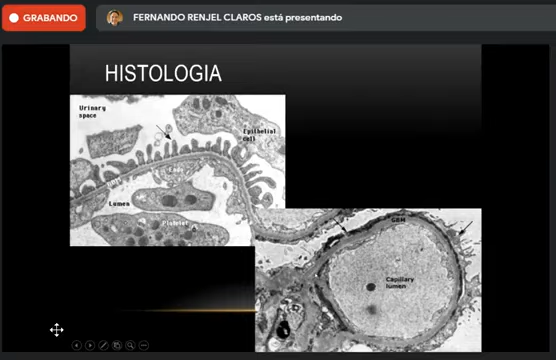 GRABANDO
FERNANDO RENJEL CLAROS está presentando
HISTOLOGIA
Urinary
space
Epithelial
cell
Lumen
Platelet
GBM
Capillary
lumen